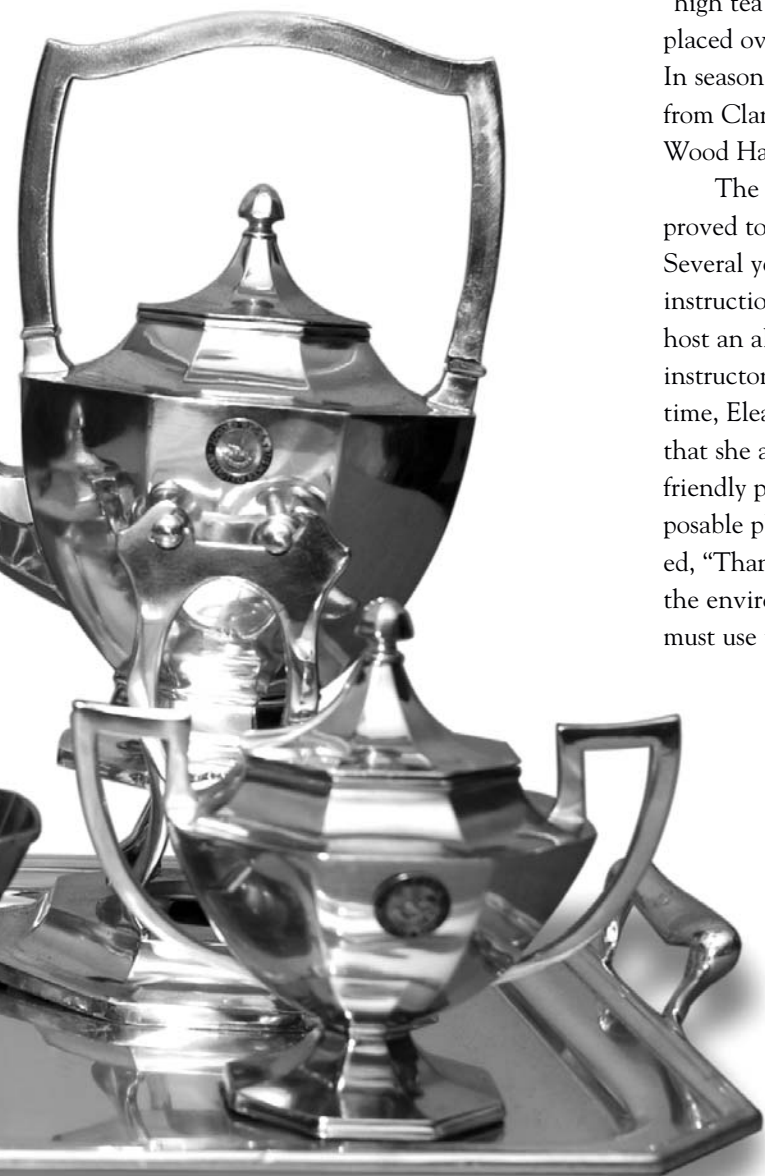 "high tea
placed ov
In season
from Clar
Wood Ha
The
proved to
Several y
instructio
host an a
instructor
time, Elea
that she a
friendly p
posable p
ed, “Than
the envir
must use